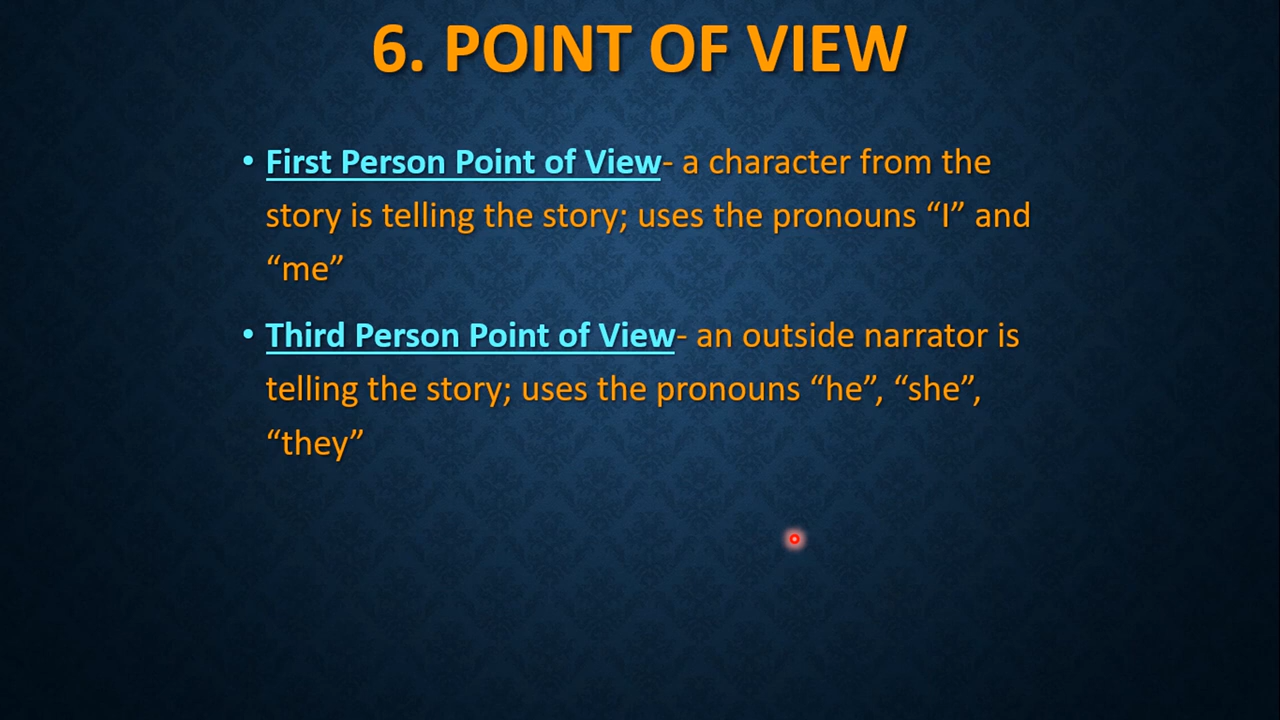 6. POINT OF VIEW
• First Person Point of View- a character from the
story is telling the story; uses the pronouns “I” and
“me”
• Third Person Point of View- an outside narrator is
telling the story; uses the pronouns “he”, “she”,
“they”